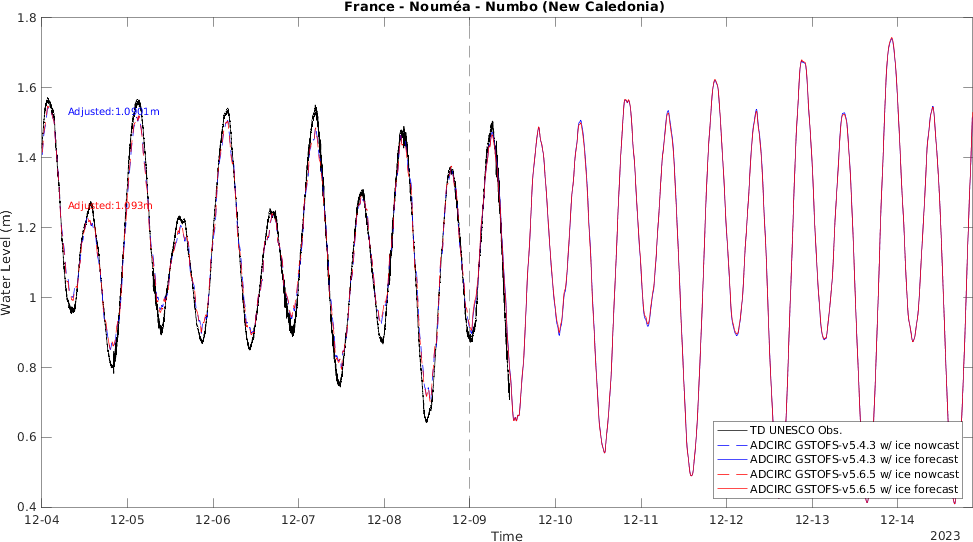 France - Nouméa - Numbo (New Caledonia)
1.8
1.6
1.4
1.2
1
0.8
0.6
0.4
Water Level (m)
Adjusted:1.0901m
Adjusted:1.093m
TD UNESCO Obs.
ADCIRC GSTOFS-v5.4.3 w/ ice nowcast
ADCIRC GSTOFS-v5.4.3 w/ ice forecast
ADCIRC GSTOFS-v5.6.5 w/ ice nowcast
ADCIRC GSTOFS-v5.6.5 w/ ice forecast
12-04 12-05 12-06 12-07 12-08 12-09 12-10 12-11 12-12 12-13 12-14
Time
2023